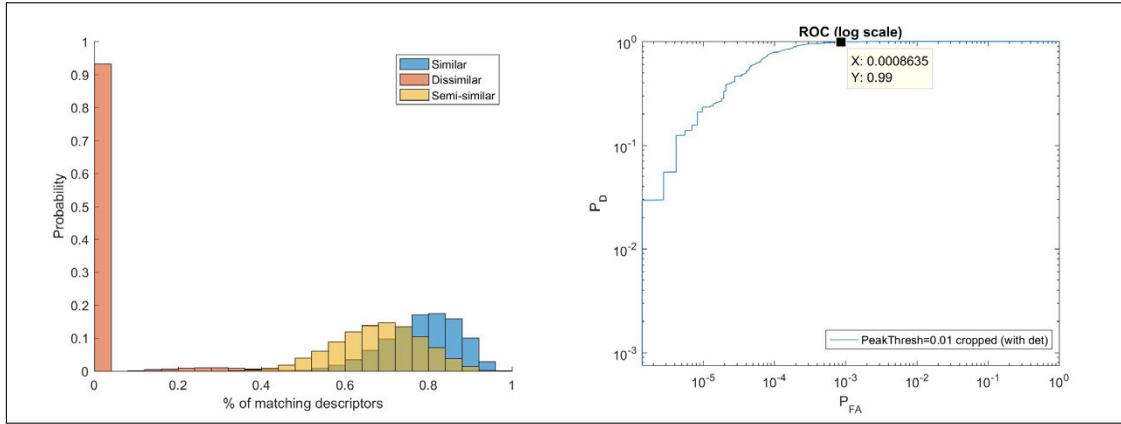 1
0.9
0.8
0.7
0.6
0.5
0.4
0.3
0.2
0.1
0
Probability
0 0.2 0.4 0.6 0.8 1
% of matching descriptors
Similar
Dissimilar
Semi-similar
ROC (log scale)
10^0
10^-1
10^-2
10^-3
P_D
X: 0.0008635
Y: 0.99
PeakThresh=0.01 cropped (with det)
10^-5 10^-4 10^-3 10^-2 10^-1 10^0
P_FA